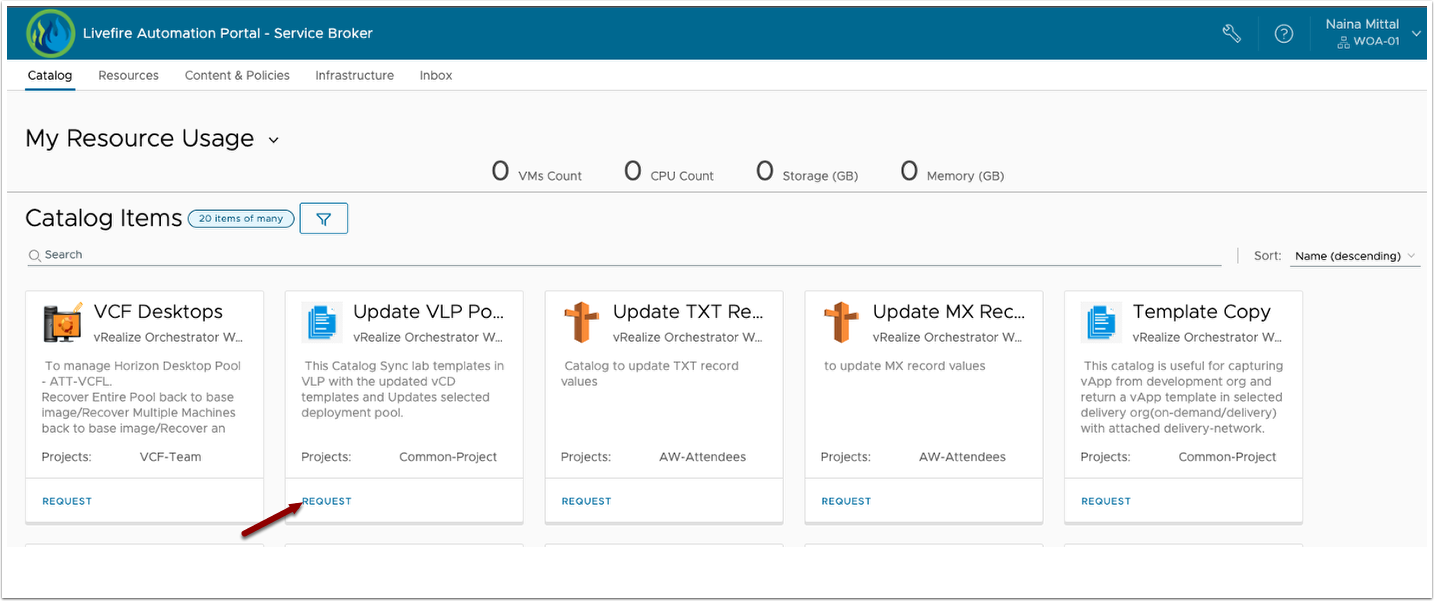 Livefire Automation Portal - Service Broker
Naina Mittal
WOA-01
Catalog Resources Content & Policies Infrastructure Inbox
My Resource Usage
0 VMs Count 0 CPU Count 0 Storage (GB) 0 Memory (GB)
Catalog Items 20 items of many
Search
Sort: Name (descending)
VCF Desktops
vRealize Orchestrator W...
To manage Horizon Desktop Pool
- ATT-VCFL.
Recover Entire Pool back to base
image/Recover Multiple Machines
back to base image/Recover an
Projects: VCF-Team
REQUEST
Update VLP Po...
vRealize Orchestrator W...
This Catalog Sync lab templates in
VLP with the updated vCD
templates and Updates selected
deployment pool.
Projects: Common-Project
REQUEST
Update TXT Re...
vRealize Orchestrator W...
Catalog to update TXT record
values
Projects: AW-Attendees
REQUEST
Update MX Rec...
vRealize Orchestrator W...
to update MX record values
Projects: AW-Attendees
REQUEST
Template Copy
vRealize Orchestrator W...
This catalog is useful for capturing
vApp from development org and
return a vApp template in selected
delivery org(on-demand/delivery)
with attached delivery-network.
Projects: Common-Project
REQUEST